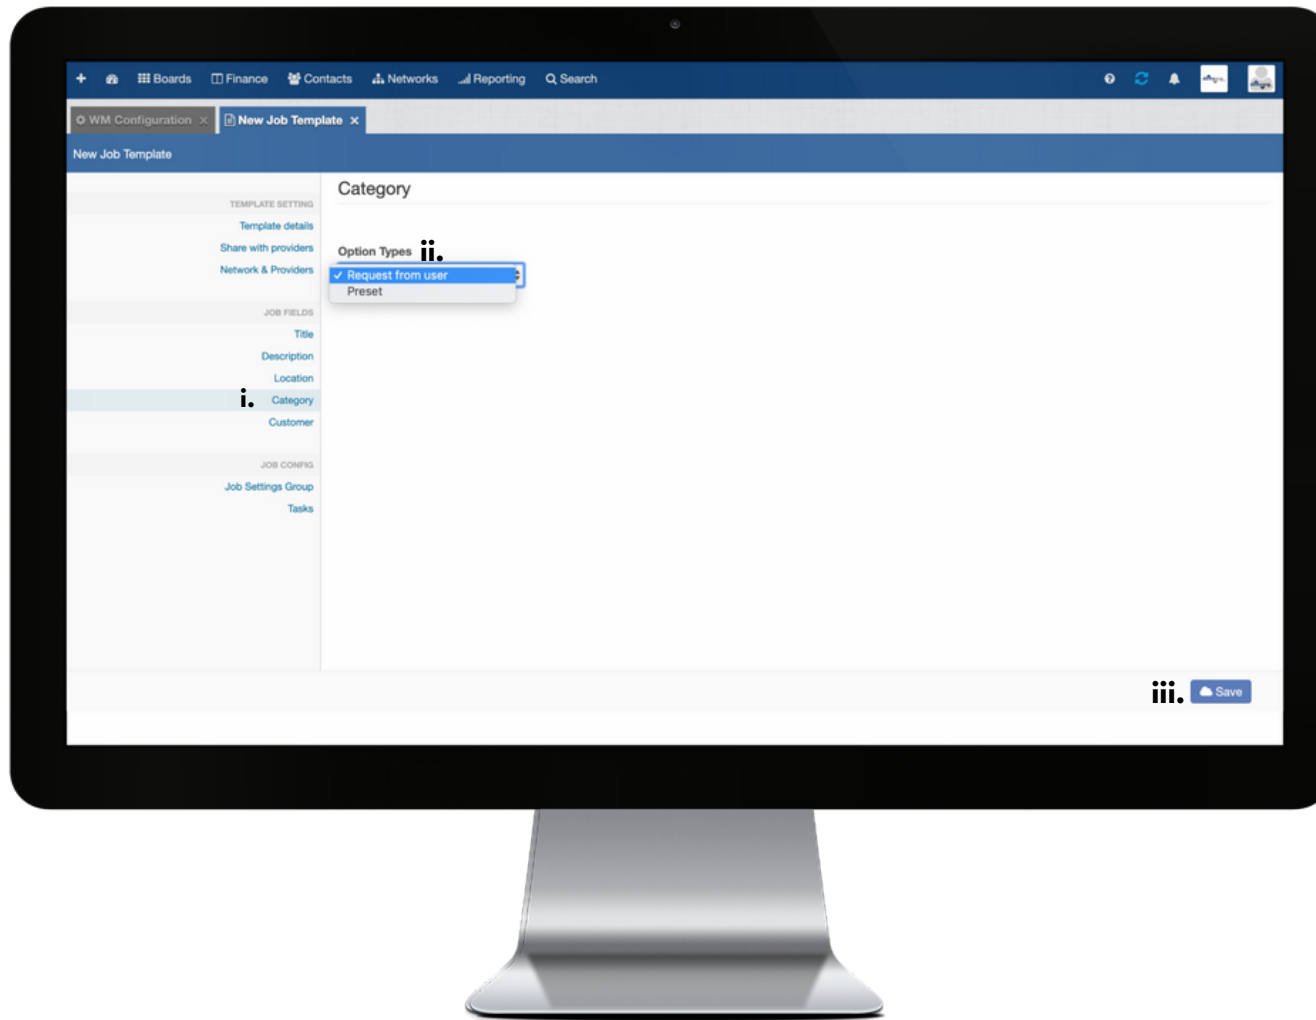 Boards Finance Contacts Networks Reporting Search
WM Configuration × New Job Template ×
New Job Template
Category
TEMPLATE SETTING
Template details
Share with providers
Network & Providers
Option Types ii.
✓ Request from user
Preset
JOB FIELDS
Title
Description
Location
i. Category
Customer
JOB CONFIG
Job Settings Group
Tasks
iii. Save